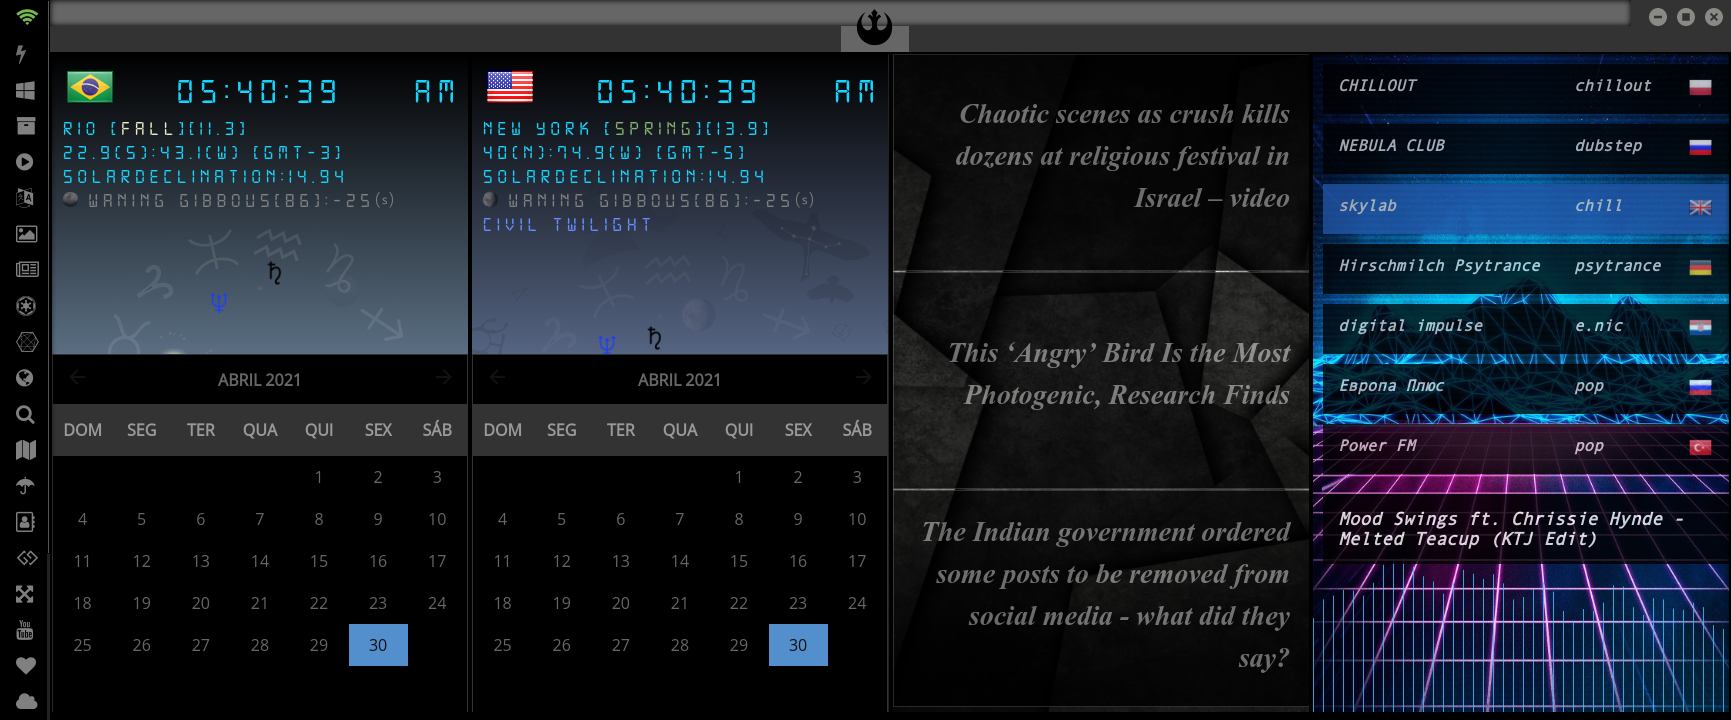 05:40:39 AM
RIO [FALL][11.3]
22.9(S):43.1(W) [GMT-3]
SOLARDECLINATION:14.94
WANING GIBBOUS[86]:-25(s)
ABRIL 2021
DOM SEG TER QUA QUI SEX SÁB
1 2 3
4 5 6 7 8 9 10
11 12 13 14 15 16 17
18 19 20 21 22 23 24
25 26 27 28 29 30
05:40:39 AM
NEW YORK [SPRING][13.9]
40(N):74.9(W) [GMT-5]
SOLARDECLINATION:14.94
WANING GIBBOUS[86]:-25(s)
CIVIL TWILIGHT
ABRIL 2021
DOM SEG TER QUA QUI SEX SÁB
1 2 3
4 5 6 7 8 9 10
11 12 13 14 15 16 17
18 19 20 21 22 23 24
25 26 27 28 29 30
Chaotic scenes as crush kills
dozens at religious festival in
Israel – video
This ‘Angry’ Bird Is the Most
Photogenic, Research Finds
The Indian government ordered
some posts to be removed from
social media - what did they
say?
CHILLOUT chillout
NEBULA CLUB dubstep
skylab chill
Hirschmilch Psytrance psytrance
digital impulse e.nic
Европа Плюс pop
Power FM pop
Mood Swings ft. Chrissie Hynde -
Melted Teacup (KTJ Edit)
You
Tube